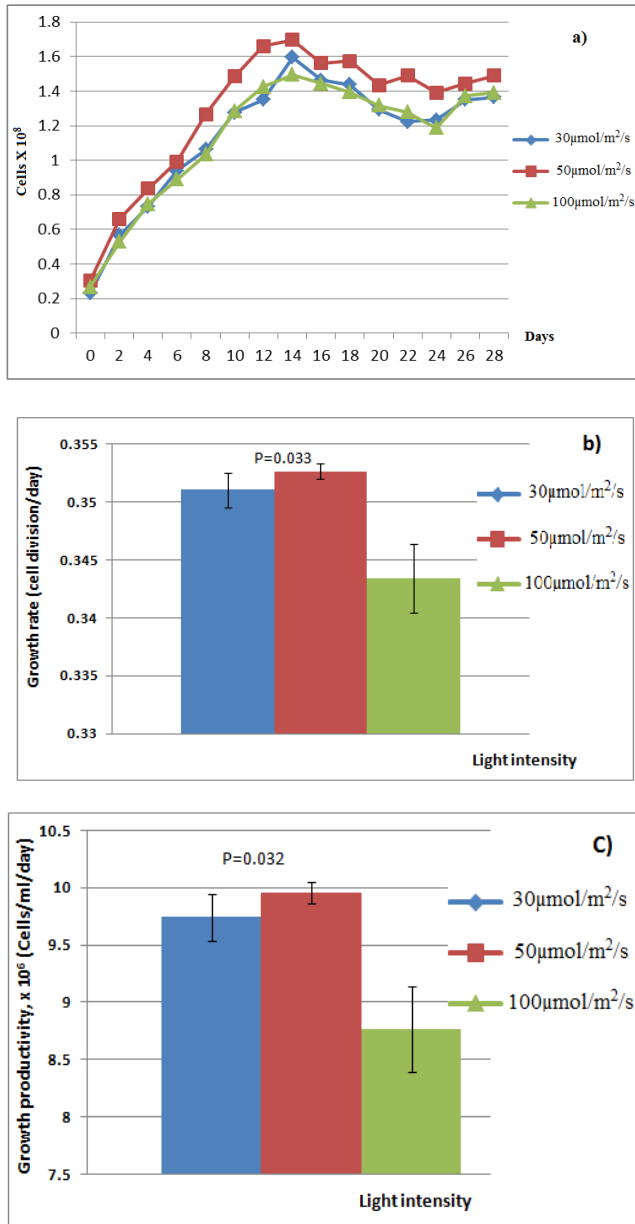 a)
Cells X 10⁸
1.8
1.6
1.4
1.2
1
0.8
0.6
0.4
0.2
0
0 2 4 6 8 10 12 14 16 18 20 22 24 26 28
Days
30µmol/m²/s
50µmol/m²/s
100µmol/m²/s
b)
P=0.033
Growth rate (cell division/day)
0.355
0.35
0.345
0.34
0.335
0.33
30µmol/m²/s
50µmol/m²/s
100µmol/m²/s
Light intensity
C)
P=0.032
Growth productivity, x 10⁶ (Cells/ml/day)
10.5
10
9.5
9
8.5
8
7.5
30µmol/m²/s
50µmol/m²/s
100µmol/m²/s
Light intensity